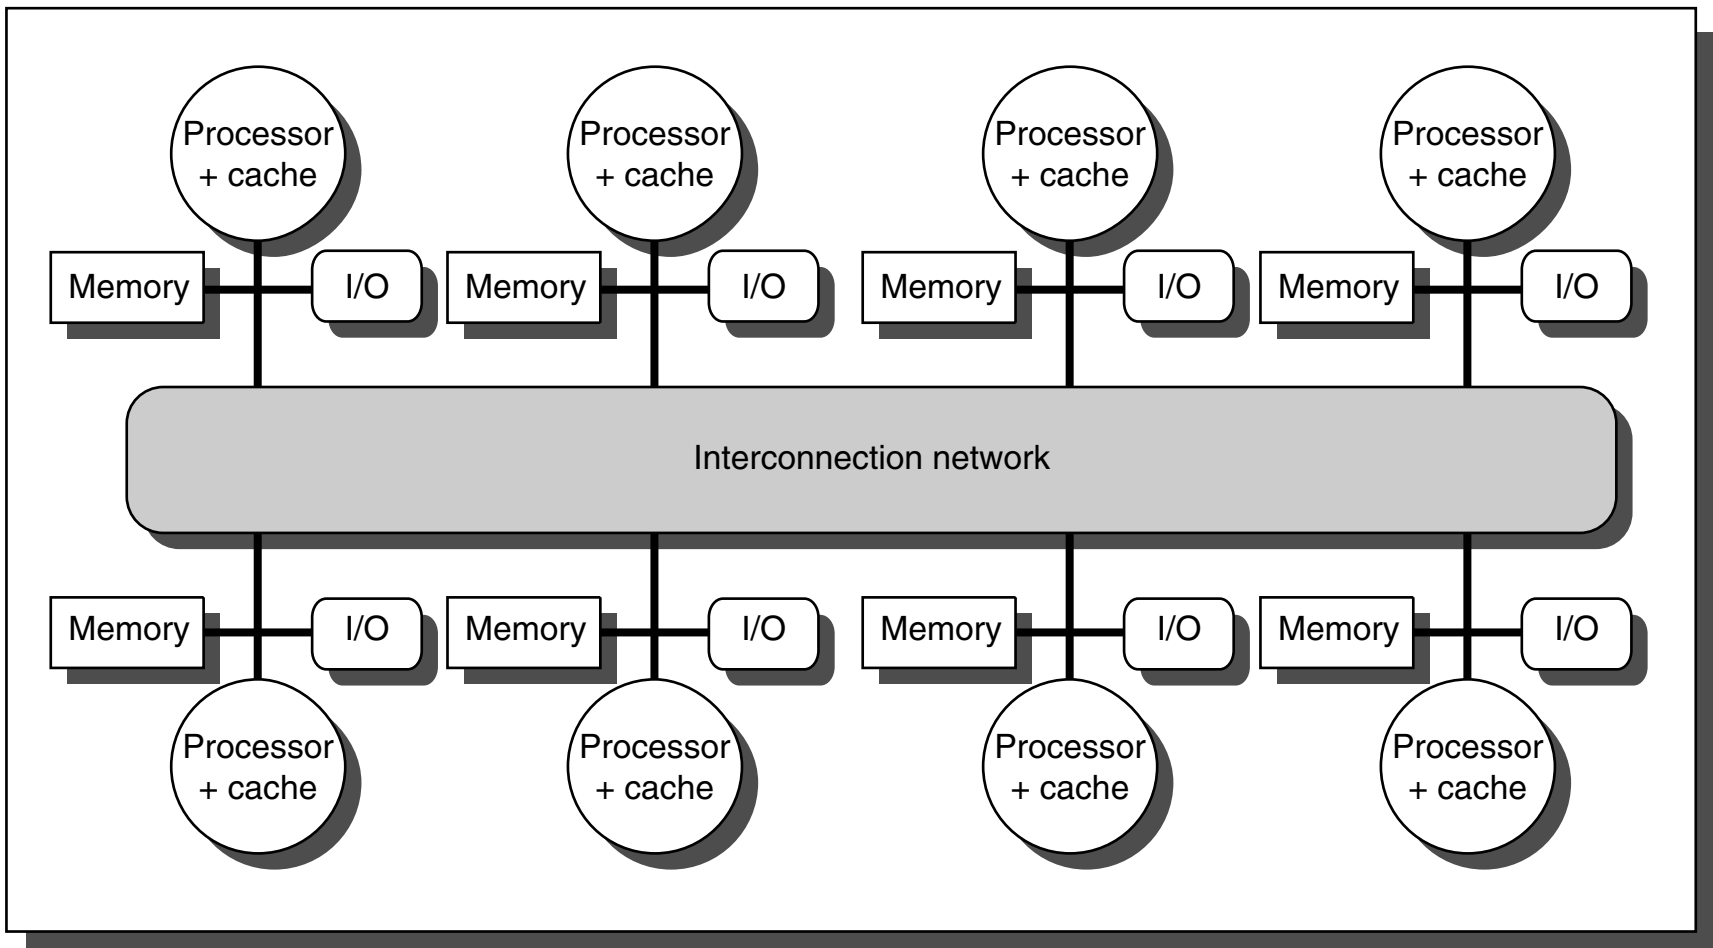 Processor
+ cache
Processor
+ cache
Processor
+ cache
Processor
+ cache
Memory
I/O
Memory
I/O
Memory
I/O
Memory
I/O
Interconnection network
Memory
I/O
Memory
I/O
Memory
I/O
Memory
I/O
Processor
+ cache
Processor
+ cache
Processor
+ cache
Processor
+ cache